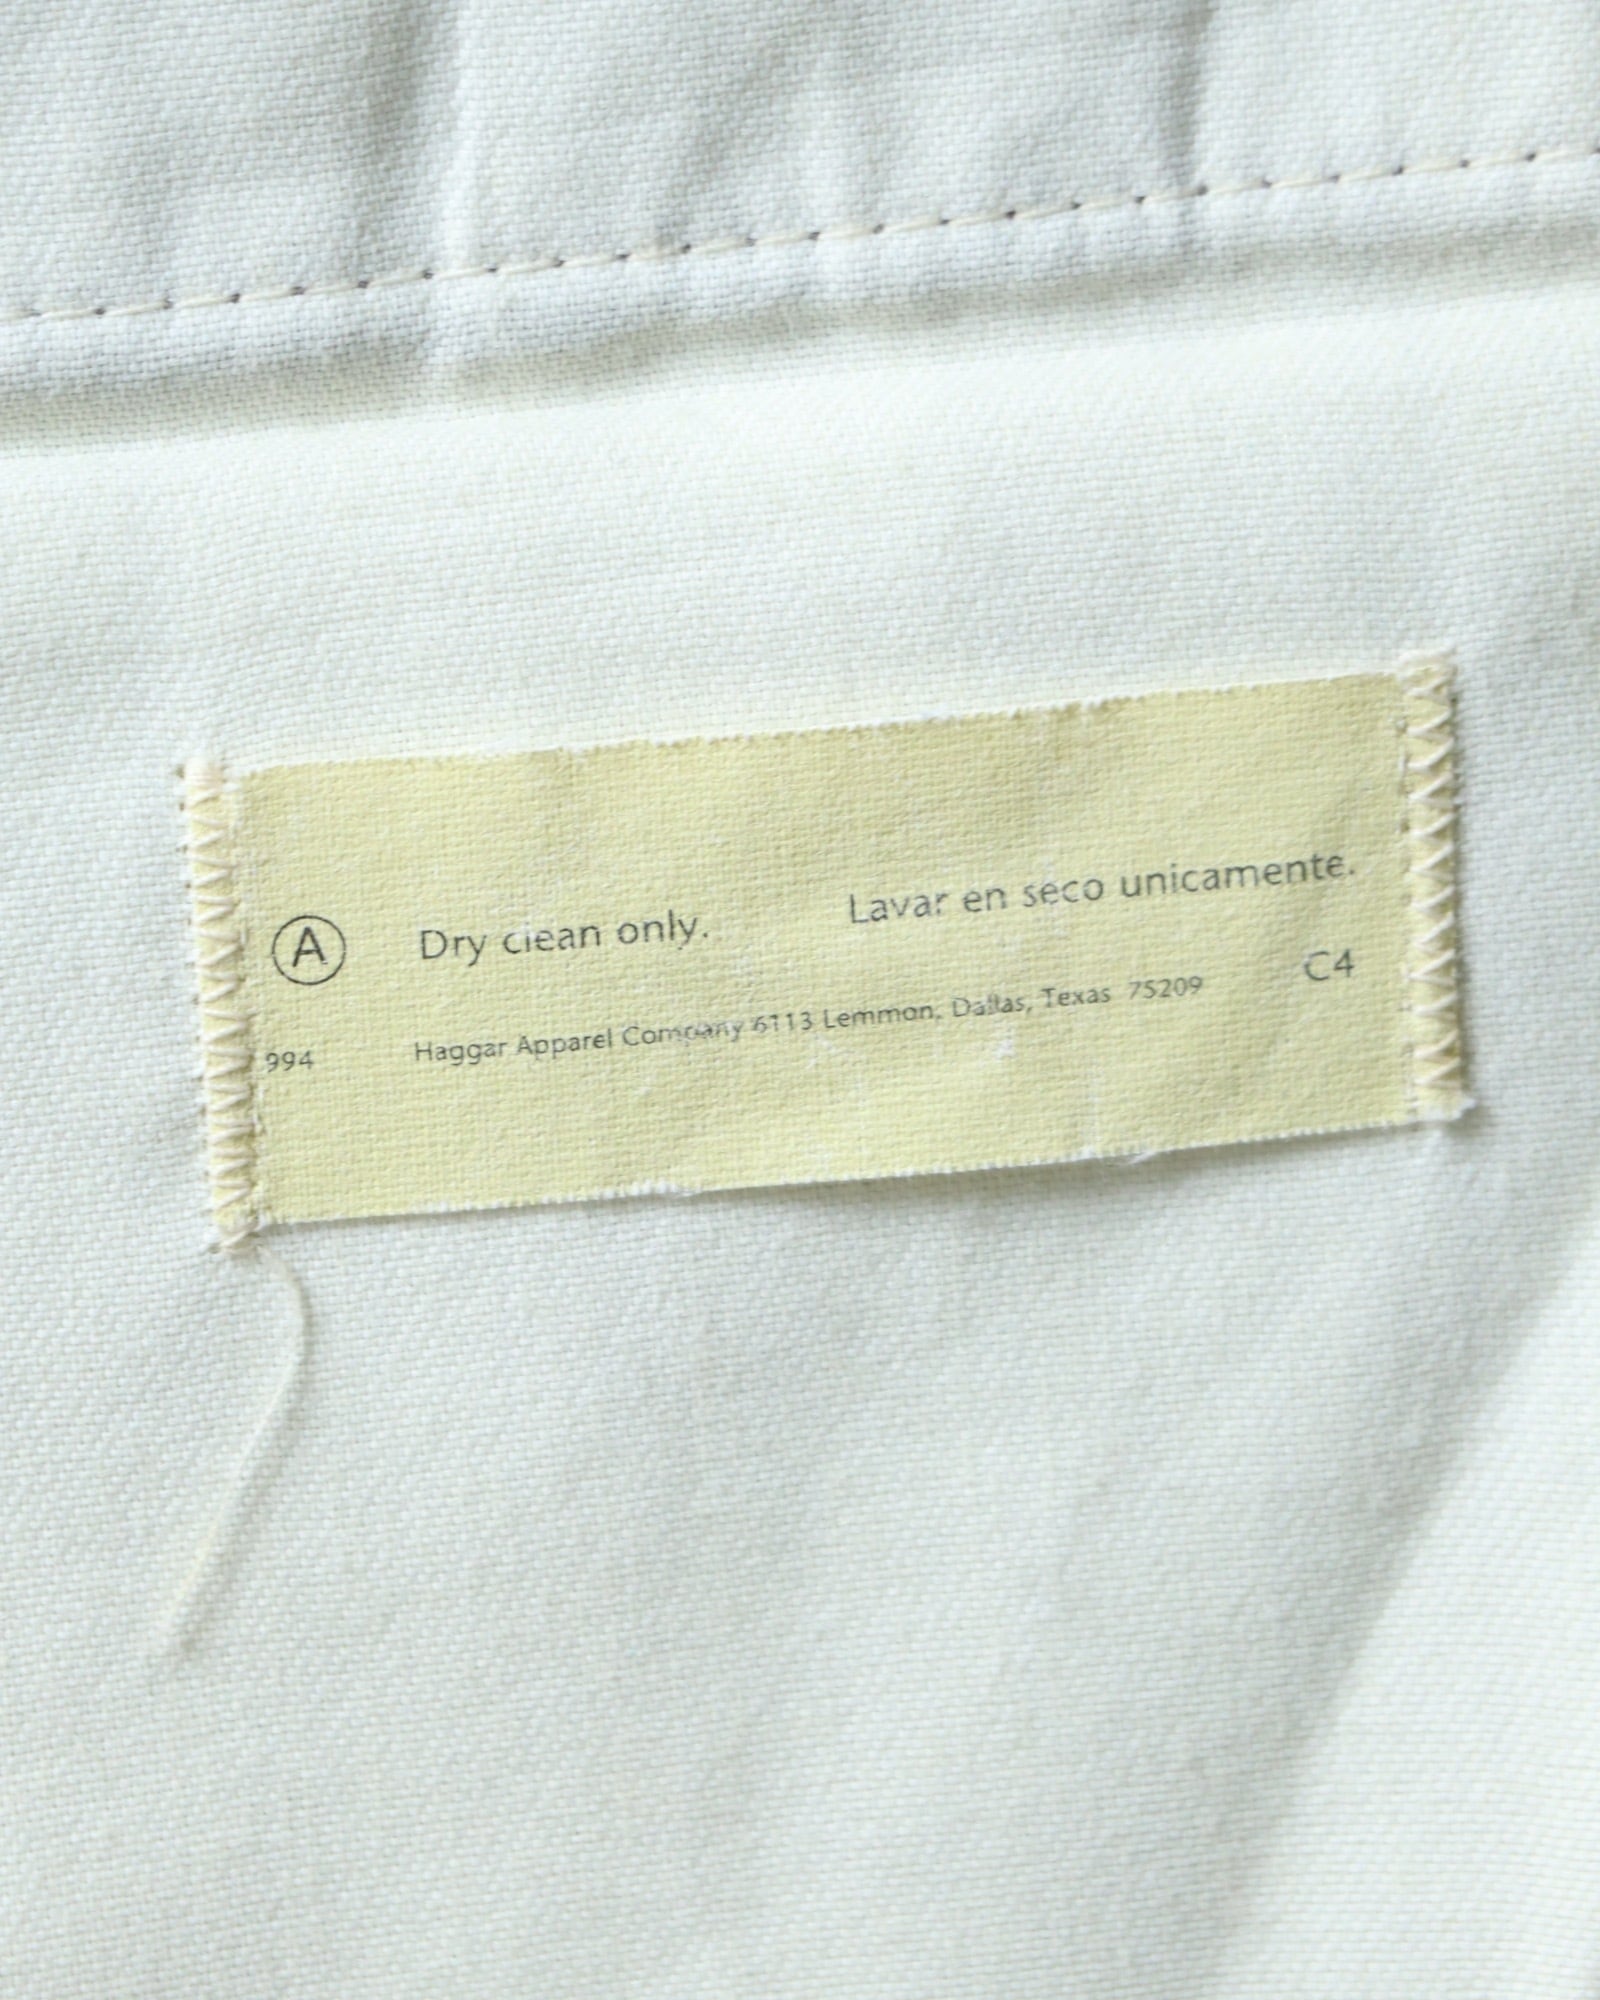 Ⓐ Dry clean only. Lavar en seco unicamente.
C4
994 Haggar Apparel Company 6113 Lemmon, Dallas, Texas 75209